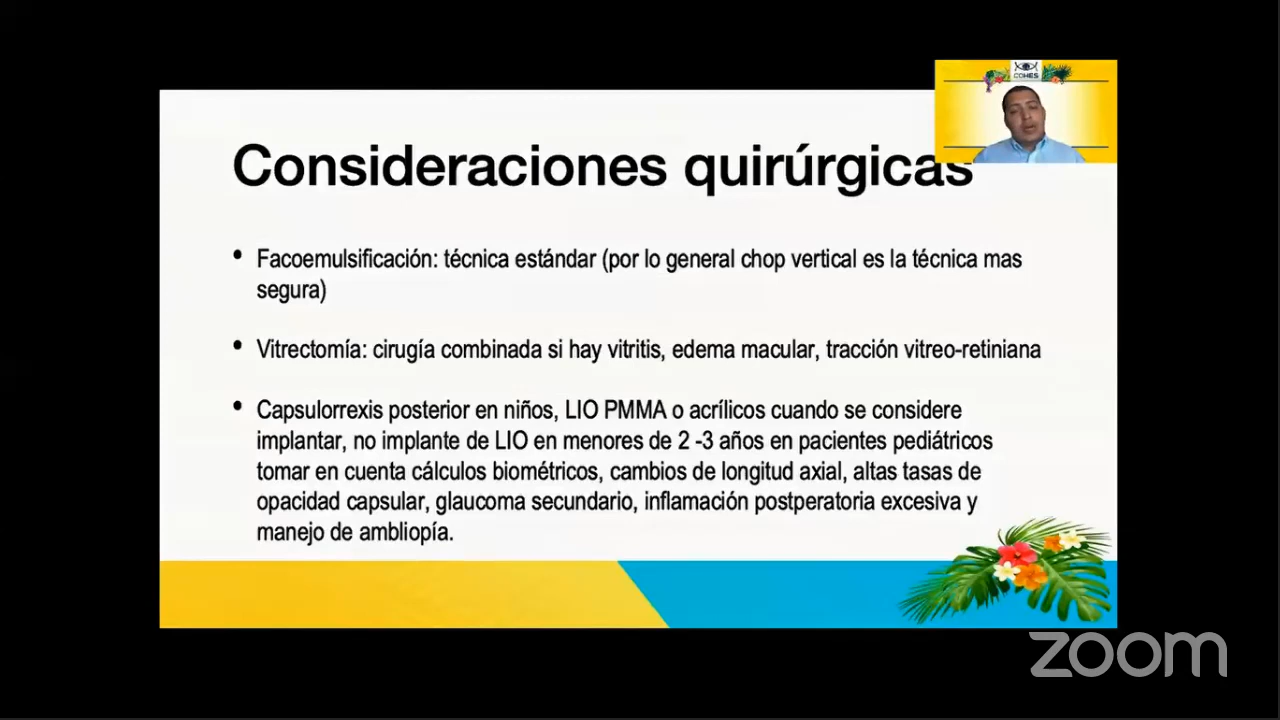 COHES
Consideraciones quirúrgicas
• Facoemulsificación: técnica estándar (por lo general chop vertical es la técnica mas
segura)
• Vitrectomía: cirugía combinada si hay vitritis, edema macular, tracción vitreo-retiniana
• Capsulorrexis posterior en niños, LIO PMMA o acrílicos cuando se considere
implantar, no implante de LIO en menores de 2 -3 años en pacientes pediátricos
tomar en cuenta cálculos biométricos, cambios de longitud axial, altas tasas de
opacidad capsular, glaucoma secundario, inflamación postperatoria excesiva y
manejo de ambliopía.
zoom